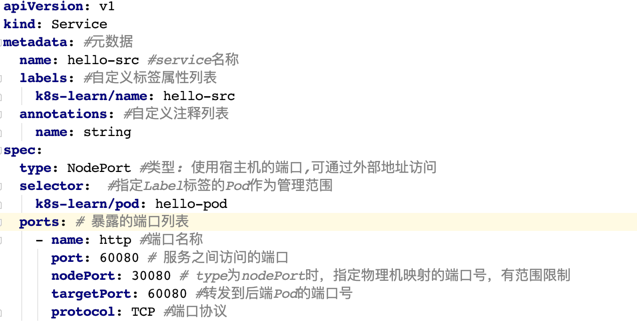 apiVersion: v1
kind: Service
metadata: #元数据
  name: hello-src #service名称
  labels: #自定义标签属性列表
    k8s-learn/name: hello-src
  annotations: #自定义注释列表
    name: string
spec:
  type: NodePort #类型: 使用宿主机的端口,可通过外部地址访问
  selector:  #指定Label标签的Pod作为管理范围
    k8s-learn/pod: hello-pod
  ports: # 暴露的端口列表
    - name: http #端口名称
      port: 60080 # 服务之间访问的端口
      nodePort: 30080 # type为nodePort时，指定物理机映射的端口号，有范围限制
      targetPort: 60080 #转发到后端Pod的端口号
      protocol: TCP #端口协议